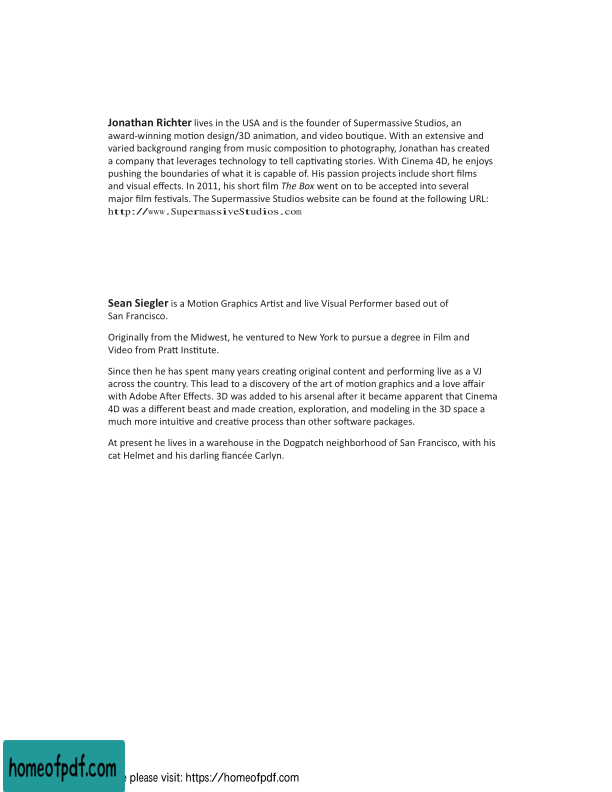 Jonathan Richter lives in the USA and is the founder of Supermassive Studios, an
award-winning motion design/3D animation, and video boutique. With an extensive and
varied background ranging from music composition to photography, Jonathan has created
a company that leverages technology to tell captivating stories. With Cinema 4D, he enjoys
pushing the boundaries of what it is capable of. His passion projects include short films
and visual effects. In 2011, his short film The Box went on to be accepted into several
major film festivals. The Supermassive Studios website can be found at the following URL:
http://www.SupermassiveStudios.com
Sean Siegler is a Motion Graphics Artist and live Visual Performer based out of
San Francisco.
Originally from the Midwest, he ventured to New York to pursue a degree in Film and
Video from Pratt Institute.
Since then he has spent many years creating original content and performing live as a VJ
across the country. This lead to a discovery of the art of motion graphics and a love affair
with Adobe After Effects. 3D was added to his arsenal after it became apparent that Cinema
4D was a different beast and made creation, exploration, and modeling in the 3D space a
much more intuitive and creative process than other software packages.
At present he lives in a warehouse in the Dogpatch neighborhood of San Francisco, with his
cat Helmet and his darling fiancée Carlyn.
homeofpdf.com
please visit: https://homeofpdf.com